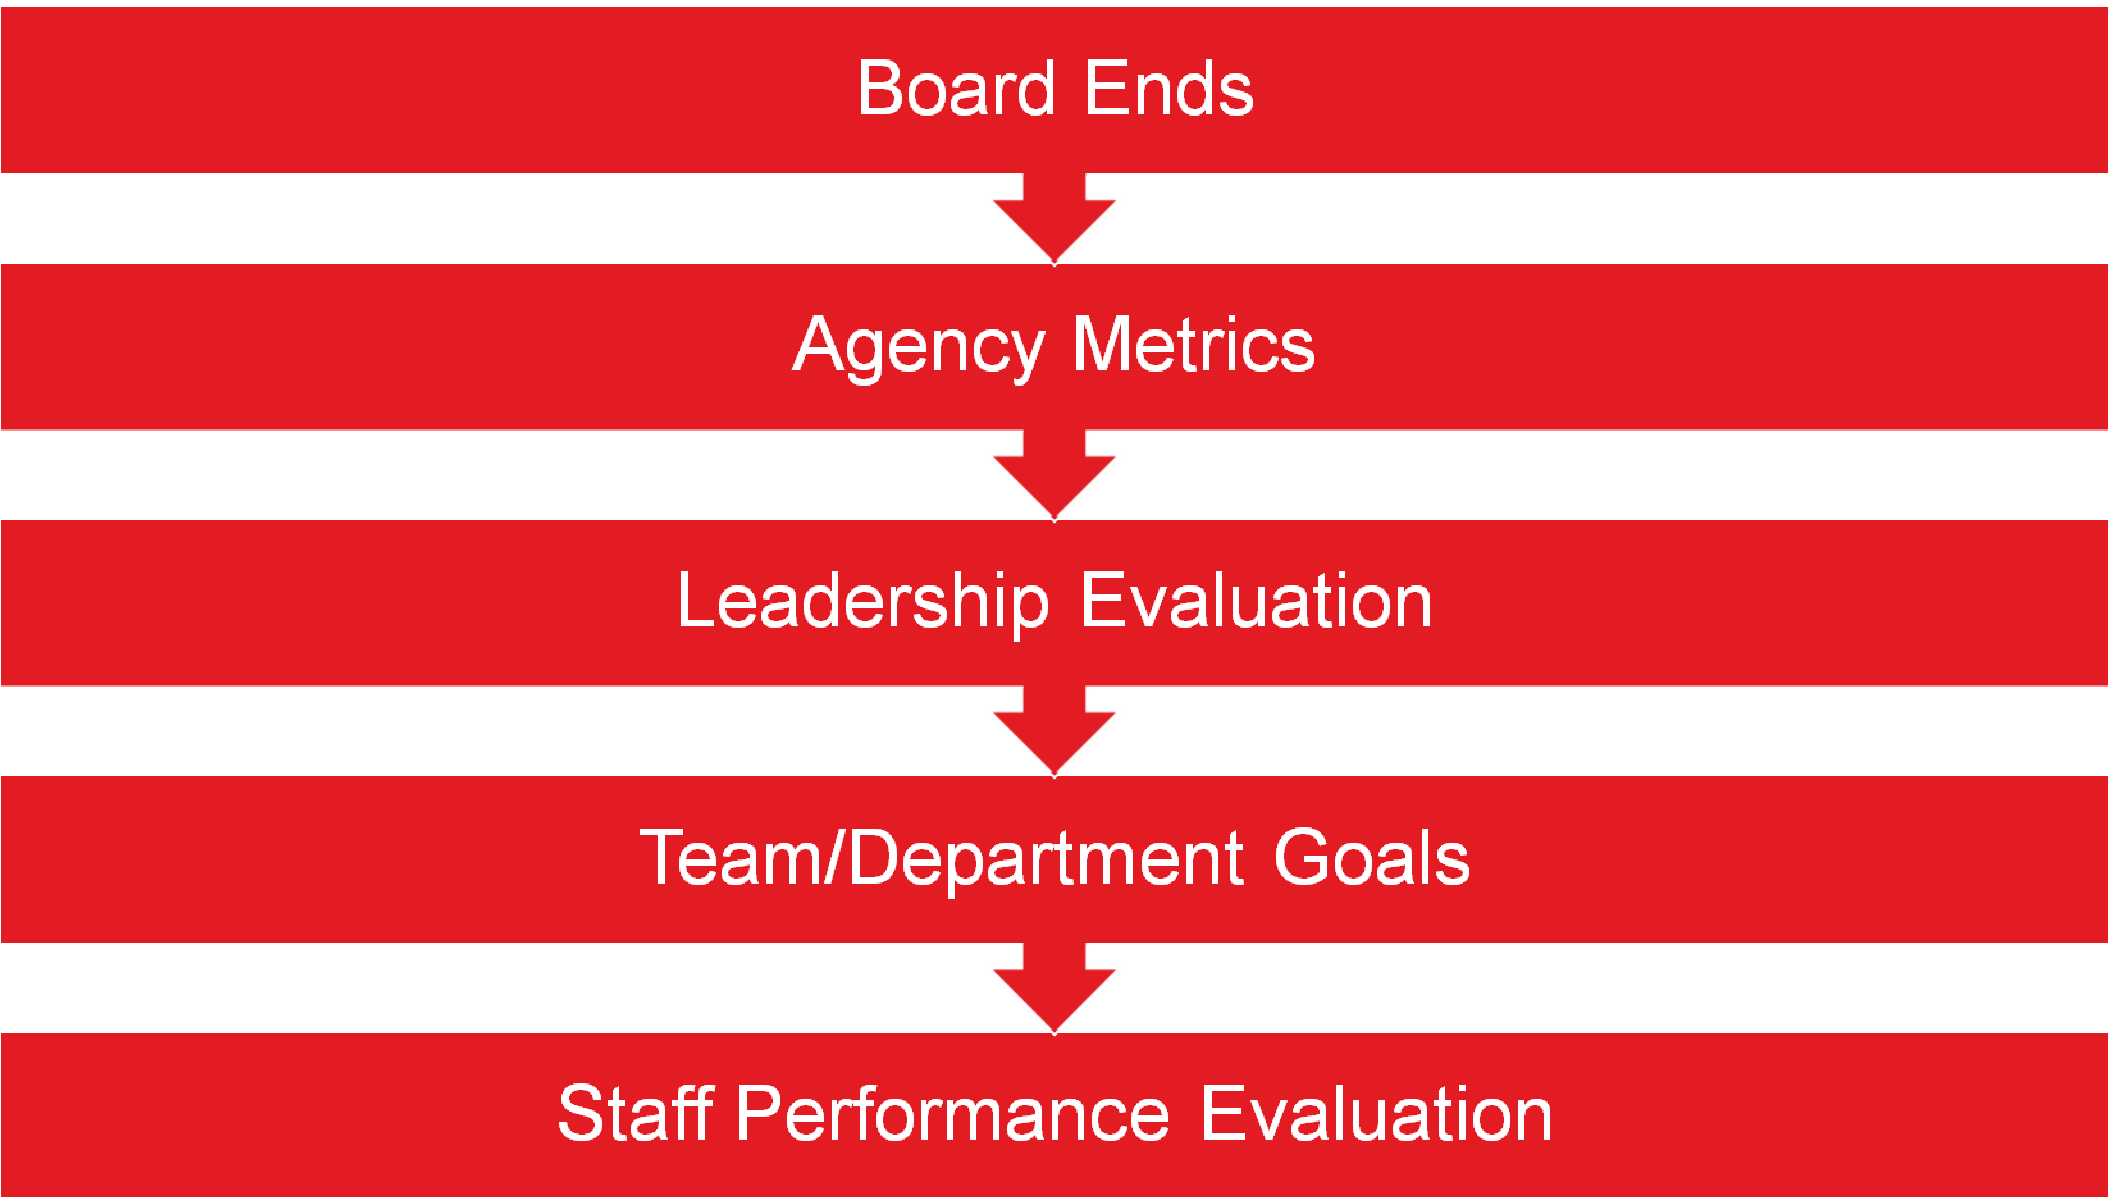 Board Ends
Agency Metrics
Leadership Evaluation
Team/Department Goals
Staff Performance Evaluation